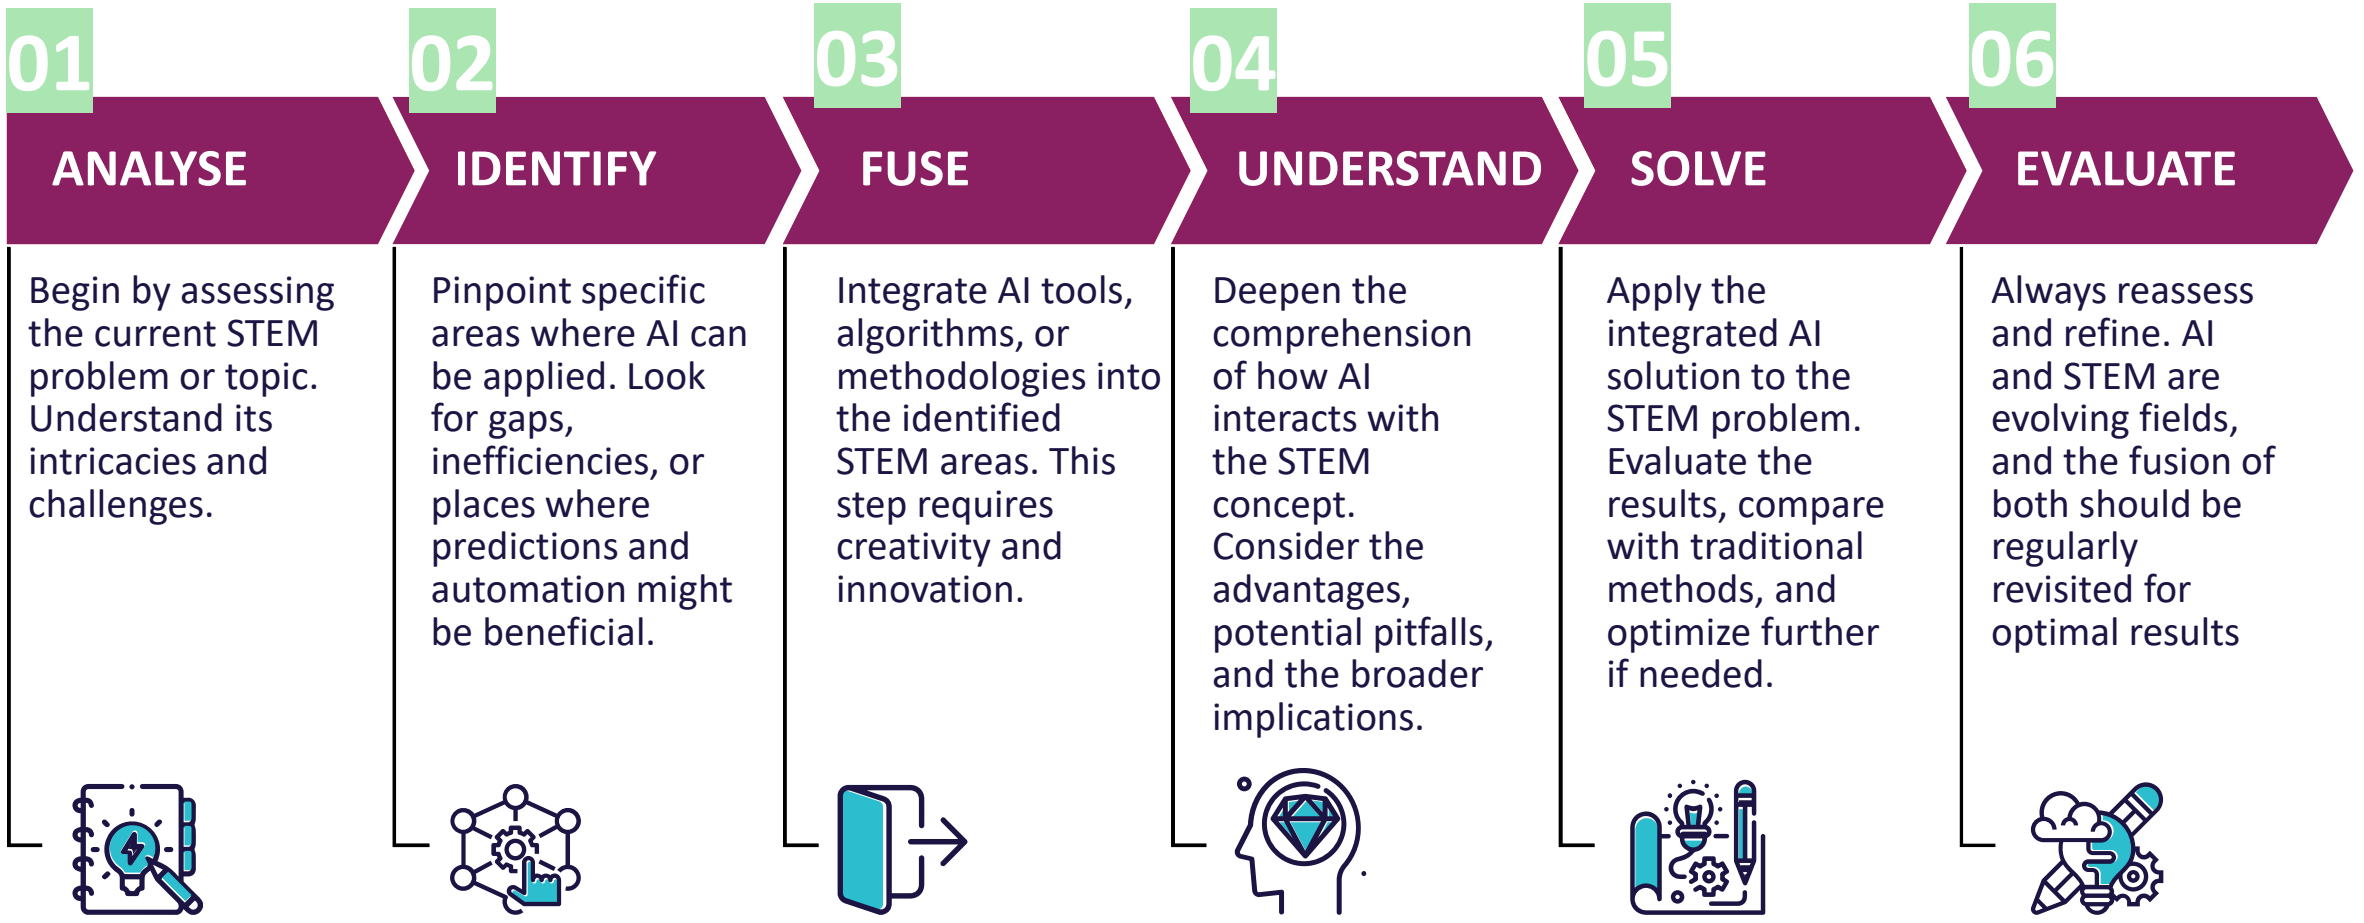 01
ANALYSE
Begin by assessing
the current STEM
problem or topic.
Understand its
intricacies and
challenges.
02
IDENTIFY
Pinpoint specific
areas where AI can
be applied. Look
for gaps,
inefficiencies, or
places where
predictions and
automation might
be beneficial.
03
FUSE
Integrate AI tools,
algorithms, or
methodologies into
the identified
STEM areas. This
step requires
creativity and
innovation.
04
UNDERSTAND
Deepen the
comprehension
of how AI
interacts with
the STEM
concept.
Consider the
advantages,
potential pitfalls,
and the broader
implications.
05
SOLVE
Apply the
integrated AI
solution to the
STEM problem.
Evaluate the
results, compare
with traditional
methods, and
optimize further
if needed.
06
EVALUATE
Always reassess
and refine. AI
and STEM are
evolving fields,
and the fusion of
both should be
regularly
revisited for
optimal results